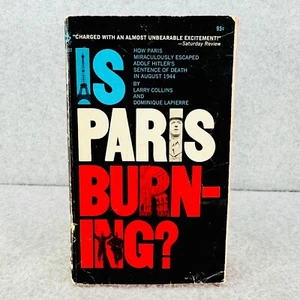 "CHARGED WITH AN ALMOST UNBEARABLE EXCITEMENT!"
—Saturday Review
95¢
IS
HOW PARIS
MIRACULOUSLY ESCAPED
ADOLF HITLER'S
SENTENCE OF DEATH
IN AUGUST 1944
BY
LARRY COLLINS
AND
DOMINIQUE LAPIERRE
PARIS
BURN-
ING?